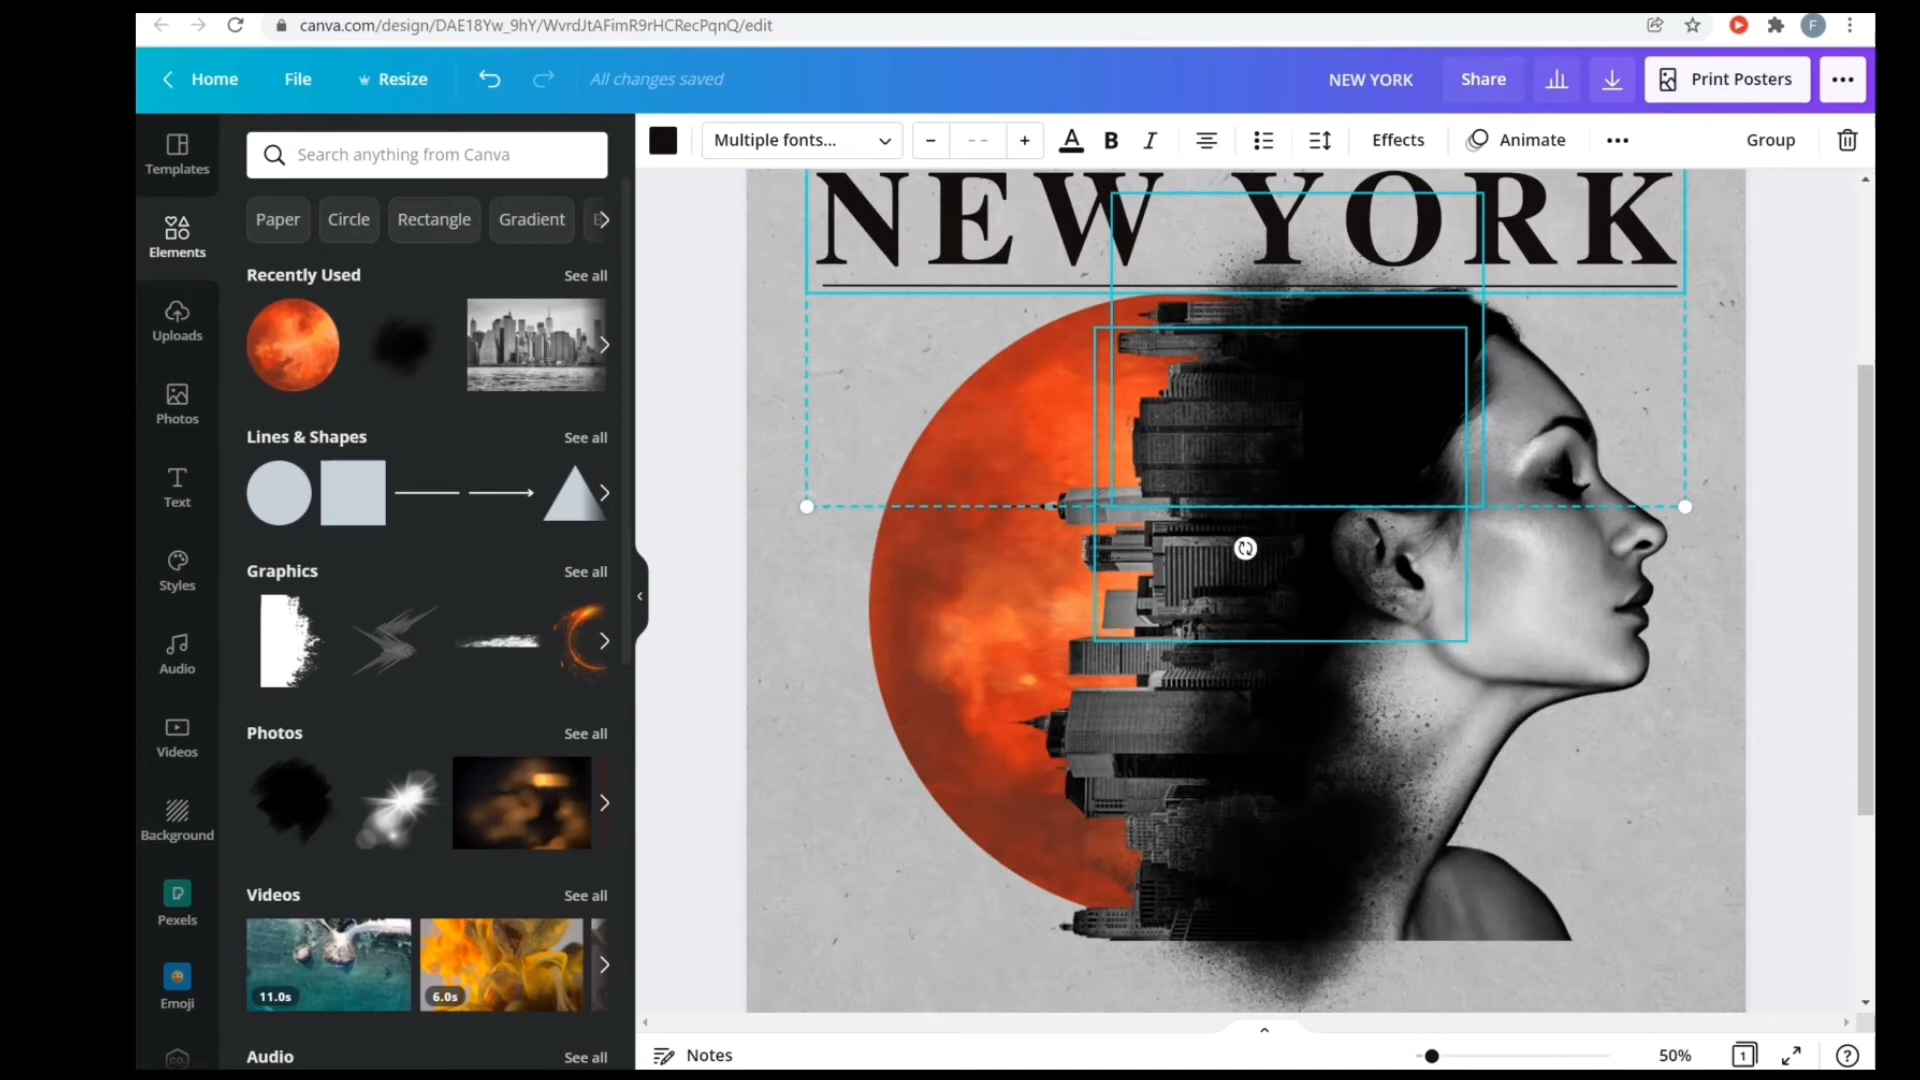 canva.com/design/DAE18Yw_9hY/WvrdJtAFimR9rHCRecPqnQ/edit
F
Home
File
Resize
All changes saved
NEW YORK
Share
Print Posters
Templates
Elements
Uploads
Photos
Text
Styles
Audio
Videos
Background
Pexels
Emoji
Search anything from Canva
Paper
Circle
Rectangle
Gradient
Recently Used
See all
Lines & Shapes
See all
Graphics
See all
Photos
See all
Videos
See all
11.0s
6.0s
Audio
See all
Multiple fonts...
- -
A
B
I
Effects
Animate
Group
NEW YORK
Notes
50%
1